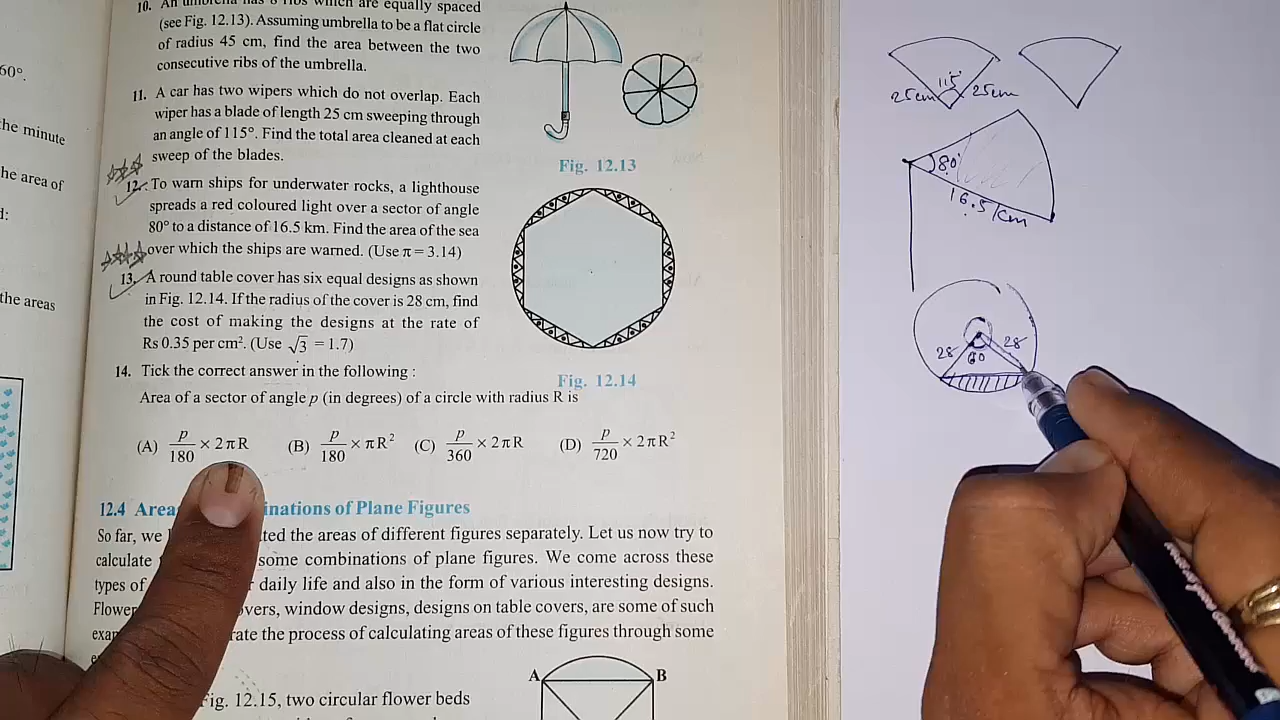 60°.
he minute
he area of
d:
the areas
10. An umbrella has 8 ribs which are equally spaced
(see Fig. 12.13). Assuming umbrella to be a flat circle
of radius 45 cm, find the area between the two
consecutive ribs of the umbrella.
11. A car has two wipers which do not overlap. Each
wiper has a blade of length 25 cm sweeping through
an angle of 115°. Find the total area cleaned at each
sweep of the blades.
Fig. 12.13
12. To warn ships for underwater rocks, a lighthouse
spreads a red coloured light over a sector of angle
80° to a distance of 16.5 km. Find the area of the sea
over which the ships are warned. (Use π = 3.14)
13. A round table cover has six equal designs as shown
in Fig. 12.14. If the radius of the cover is 28 cm, find
the cost of making the designs at the rate of
Rs 0.35 per cm². (Use √3 = 1.7)
Fig. 12.14
14. Tick the correct answer in the following :
Area of a sector of angle p (in degrees) of a circle with radius R is
(A) p/180 × 2πR (B) p/180 × πR² (C) p/360 × 2πR (D) p/720 × 2πR²
12.4 Area inations of Plane Figures
So far, we ted the areas of different figures separately. Let us now try to
calculate some combinations of plane figures. We come across these
types of daily life and also in the form of various interesting designs.
Flower overs, window designs, designs on table covers, are some of such
exam rate the process of calculating areas of these figures through some
A B
Fig. 12.15, two circular flower beds
115°
25cm 25cm
80°
16.5 km
28 28
60